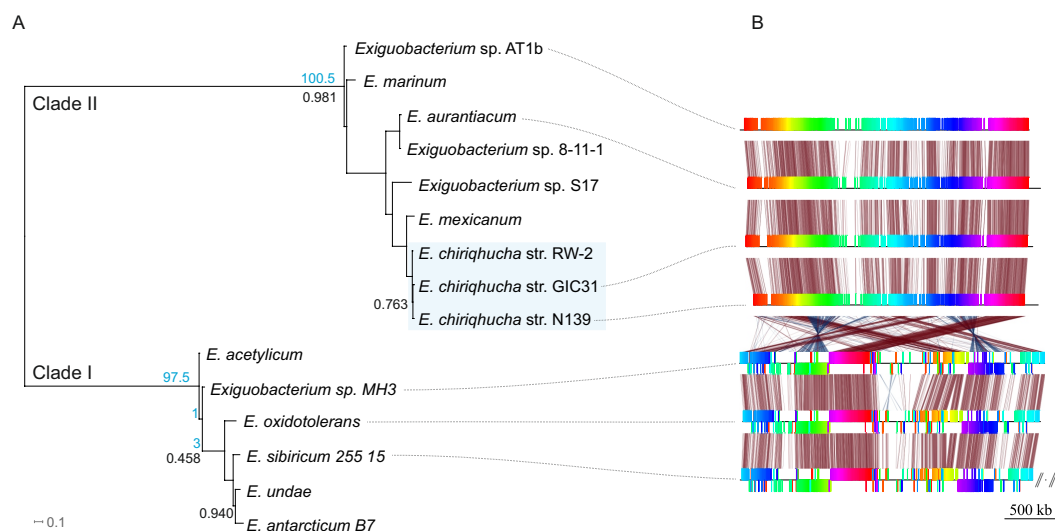 A
B
Exiguobacterium sp. AT1b
100.5
E. marinum
0.981
Clade II
E. aurantiacum
Exiguobacterium sp. 8-11-1
Exiguobacterium sp. S17
E. mexicanum
E. chiriqhucha str. RW-2
E. chiriqhucha str. GIC31
0.763
E. chiriqhucha str. N139
E. acetylicum
Clade I
97.5
Exiguobacterium sp. MH3
1
E. oxidotolerans
3
0.458
E. sibiricum 255 15
E. undae
0.940
E. antarcticum B7
0.1
500 kb